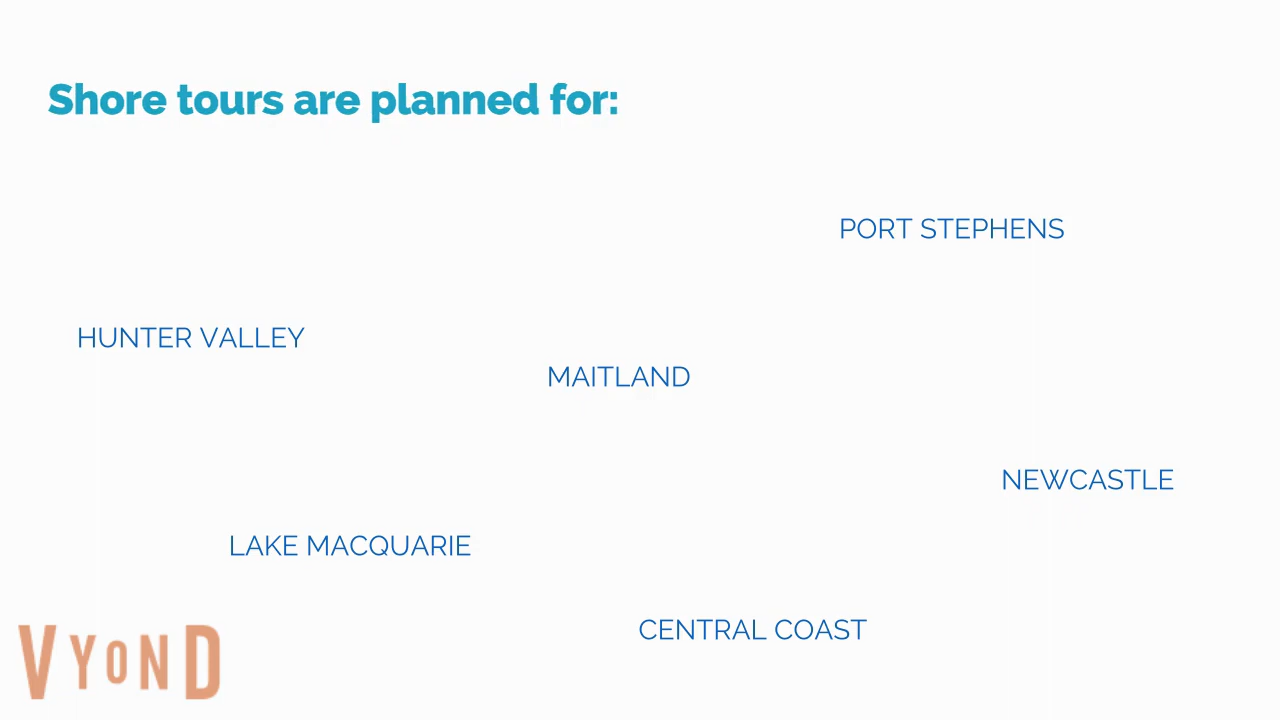 Shore tours are planned for:
PORT STEPHENS
HUNTER VALLEY
MAITLAND
NEWCASTLE
LAKE MACQUARIE
CENTRAL COAST
VYOND